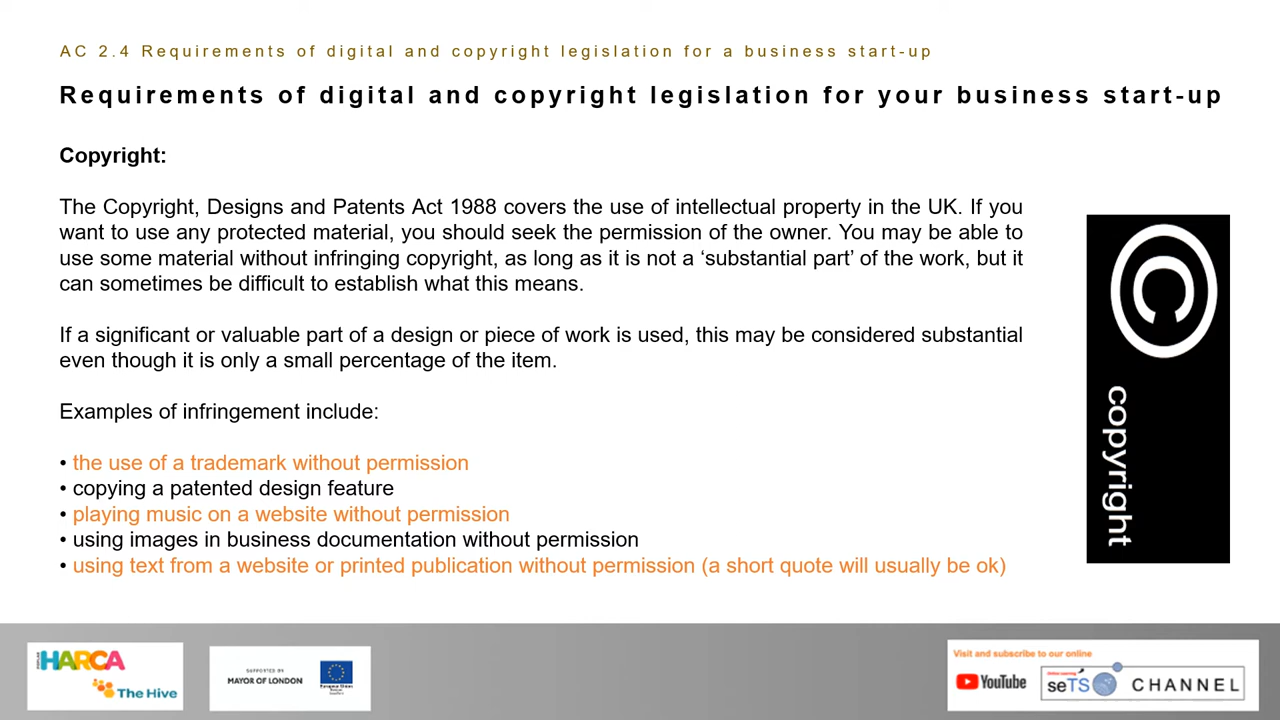 AC 2.4 Requirements of digital and copyright legislation for a business start-up
Requirements of digital and copyright legislation for your business start-up
Copyright:
The Copyright, Designs and Patents Act 1988 covers the use of intellectual property in the UK. If you
want to use any protected material, you should seek the permission of the owner. You may be able to
use some material without infringing copyright, as long as it is not a ‘substantial part’ of the work, but it
can sometimes be difficult to establish what this means.
If a significant or valuable part of a design or piece of work is used, this may be considered substantial
even though it is only a small percentage of the item.
Examples of infringement include:
• the use of a trademark without permission
• copying a patented design feature
• playing music on a website without permission
• using images in business documentation without permission
• using text from a website or printed publication without permission (a short quote will usually be ok)
©
copyright
HARCA
The Hive
SUPPORTED BY
MAYOR OF LONDON
Visit and subscribe to our online
YouTube
seTS CHANNEL